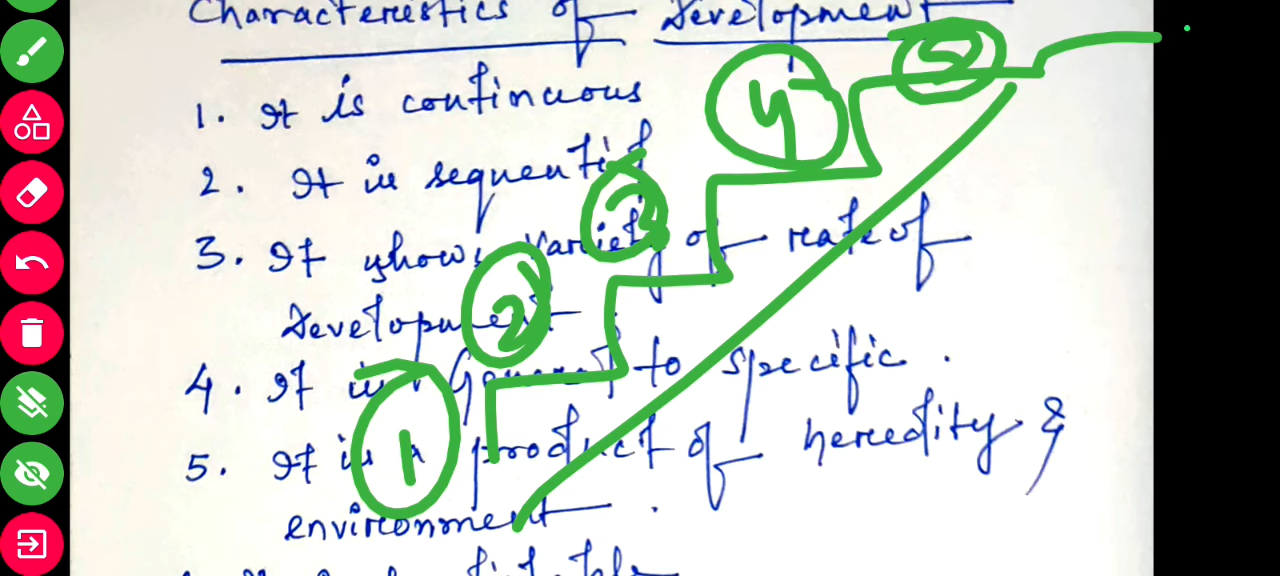 Characteristics of Development
1. It is continuous
2. It is sequential
3. It shows variety of rate of
Development.
4. It is General to specific.
5. It is a product of heredity &
environment.
1
2
3
4
5